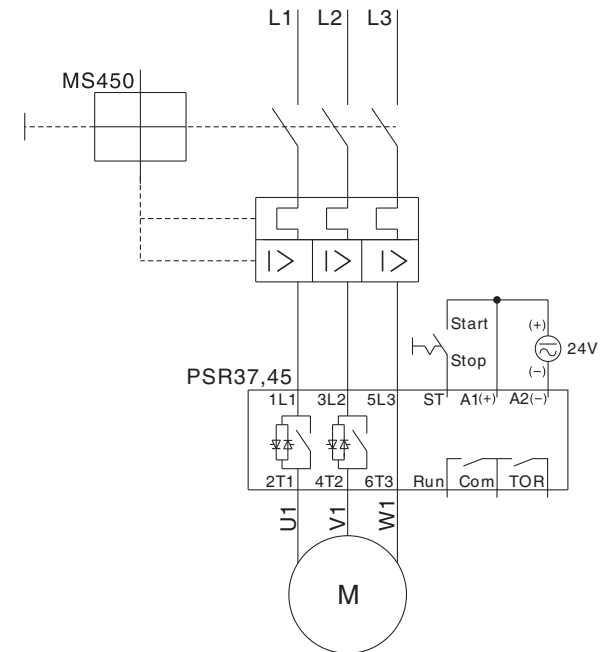 L1 L2 L3
MS450
I> I> I>
Start (+)
24V
Stop (–)
PSR37,45
1L1 3L2 5L3 ST A1(+) A2(–)
2T1 4T2 6T3 Run Com TOR
U1 V1 W1
M